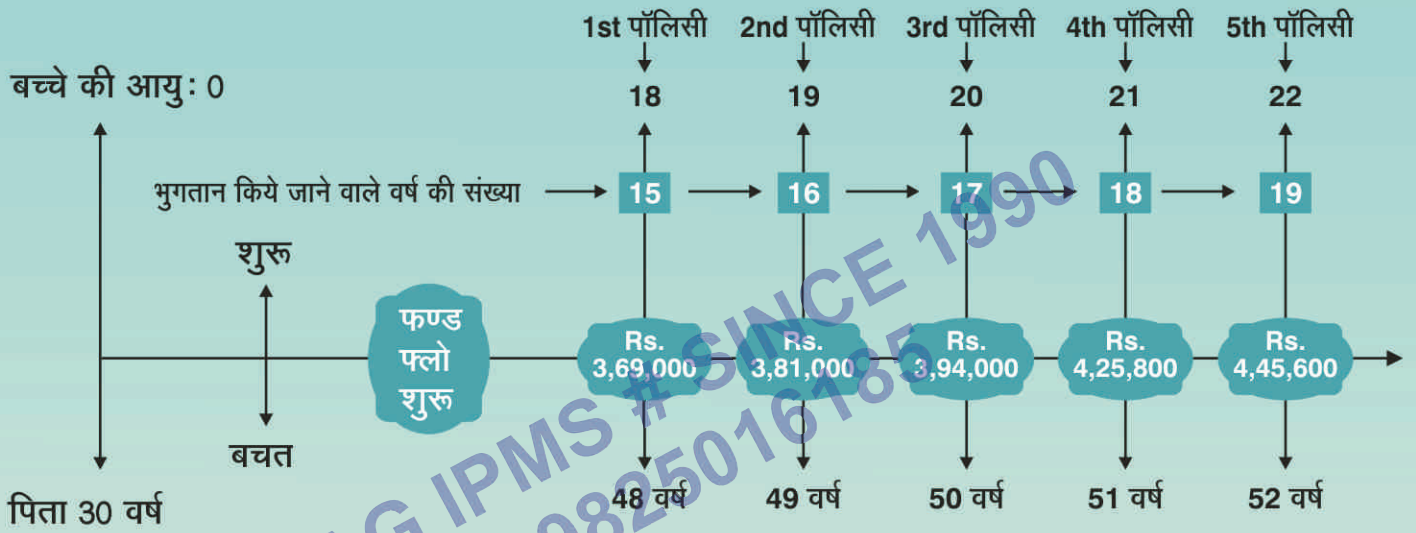 1st पॉलिसी 2nd पॉलिसी 3rd पॉलिसी 4th पॉलिसी 5th पॉलिसी
बच्चे की आयु: 0
18 19 20 21 22
भुगतान किये जाने वाले वर्ष की संख्या 15 16 17 18 19
शुरू
फण्ड
फ्लो
शुरू
Rs. 3,69,000
Rs. 3,81,000
Rs. 3,94,000
Rs. 4,25,800
Rs. 4,45,600
बचत
48 वर्ष 49 वर्ष 50 वर्ष 51 वर्ष 52 वर्ष
पिता 30 वर्ष
G IPMS # SINCE 1990
9825016185